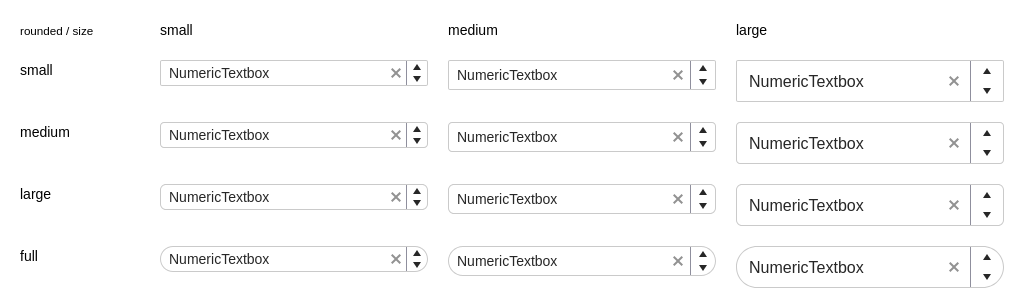 rounded / size small medium large
small NumericTextbox NumericTextbox NumericTextbox
medium NumericTextbox NumericTextbox NumericTextbox
large NumericTextbox NumericTextbox NumericTextbox
full NumericTextbox NumericTextbox NumericTextbox